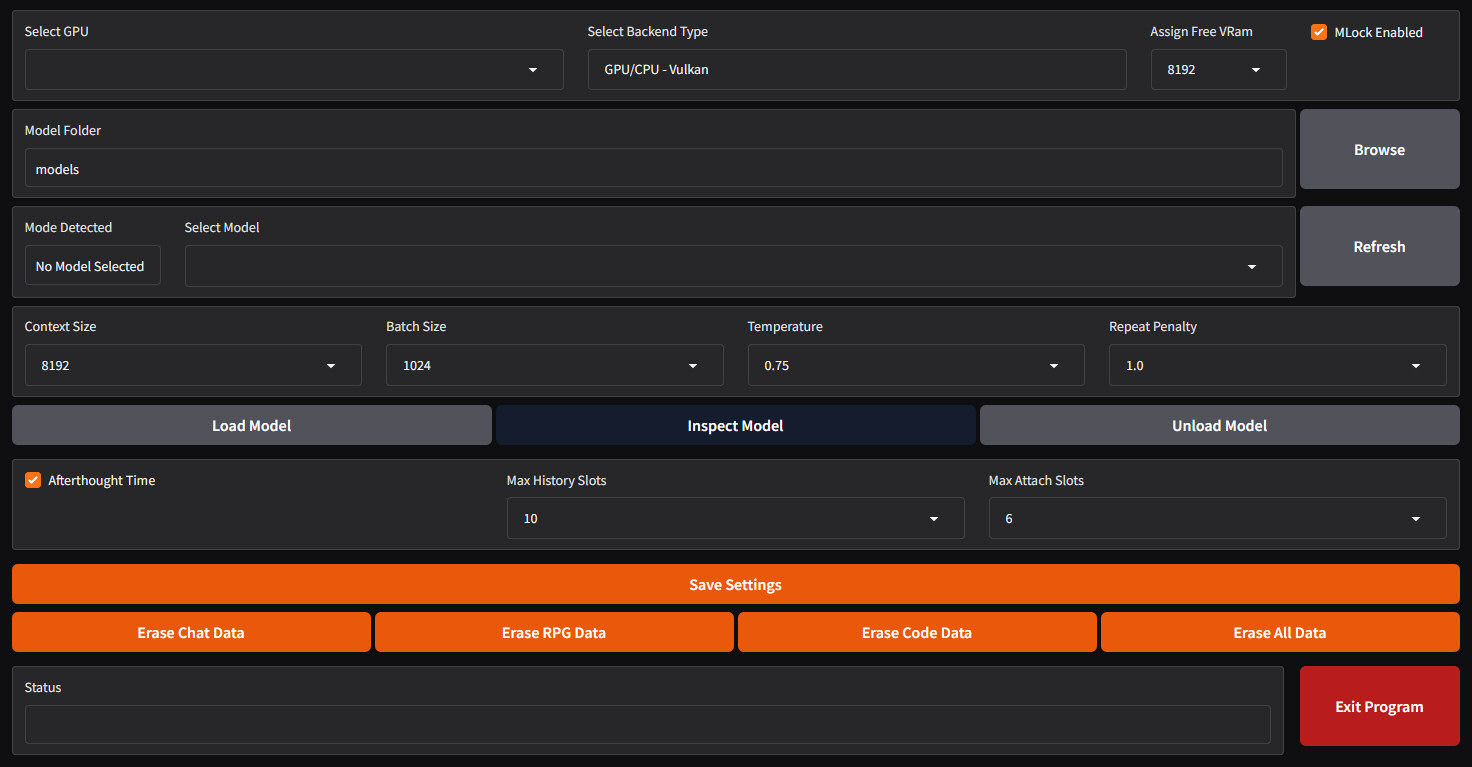 Select GPU
Select Backend Type
GPU/CPU - Vulkan
Assign Free VRam
8192
MLock Enabled
Model Folder
models
Browse
Mode Detected
No Model Selected
Select Model
Refresh
Context Size
8192
Batch Size
1024
Temperature
0.75
Repeat Penalty
1.0
Load Model
Inspect Model
Unload Model
Afterthought Time
Max History Slots
10
Max Attach Slots
6
Save Settings
Erase Chat Data
Erase RPG Data
Erase Code Data
Erase All Data
Status
Exit Program